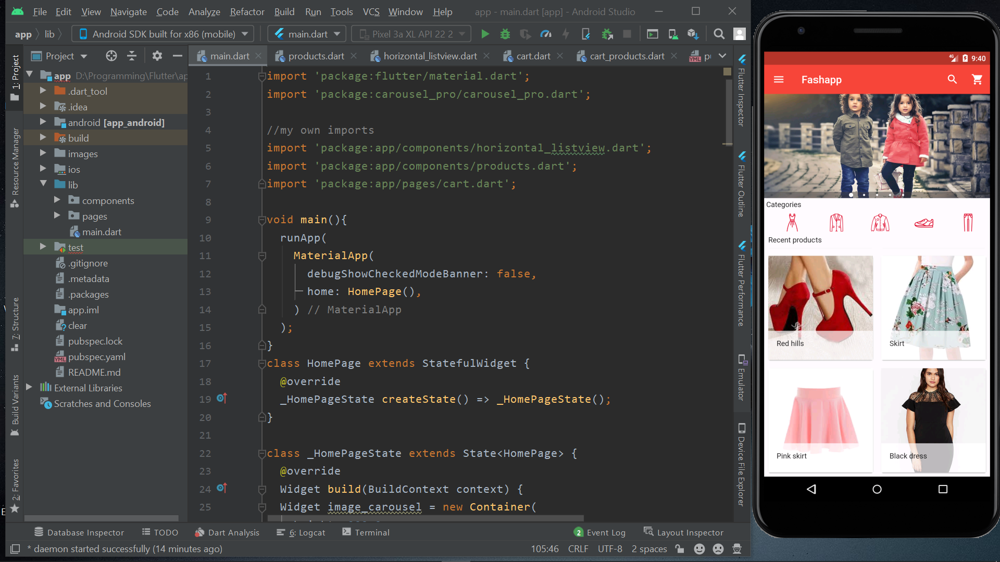 File Edit View Navigate Code Analyze Refactor Build Run Tools VCS Window Help app - main.dart [app] - Android Studio
app lib Android SDK built for x86 (mobile) main.dart Pixel 3a XL API 22 2
Project
main.dart products.dart horizontal_listview.dart cart.dart cart_products.dart
1: Project
Resource Manager
7: Structure
Build Variants
2: Favorites
app D:\Programming\Flutter\ap
.dart_tool
.idea
android [app_android]
build
images
ios
lib
components
pages
main.dart
test
.gitignore
.metadata
.packages
app.iml
clear
pubspec.lock
YML pubspec.yaml
README.md
External Libraries
Scratches and Consoles
1 import 'package:flutter/material.dart';
2 import 'package:carousel_pro/carousel_pro.dart';
3
4 //my own imports
5 import 'package:app/components/horizontal_listview.dart';
6 import 'package:app/components/products.dart';
7 import 'package:app/pages/cart.dart';
8
9 void main(){
10 runApp(
11 MaterialApp(
12 debugShowCheckedModeBanner: false,
13 home: HomePage(),
14 ) // MaterialApp
15 );
16 }
17 class HomePage extends StatefulWidget {
18 @override
19 _HomePageState createState() => _HomePageState();
20 }
21
22 class _HomePageState extends State<HomePage> {
23 @override
24 Widget build(BuildContext context) {
25 Widget image_carousel = new Container(
Flutter Inspector
Flutter Outline
Flutter Performance
Emulator
Device File Explorer
Database Inspector TODO Dart Analysis 6: Logcat Terminal 2 Event Log Layout Inspector
* daemon started successfully (14 minutes ago) 105:46 CRLF UTF-8 2 spaces
4G 9:40
Fashapp
Categories
Recent products
Red hills
Skirt
Pink skirt
Black dress